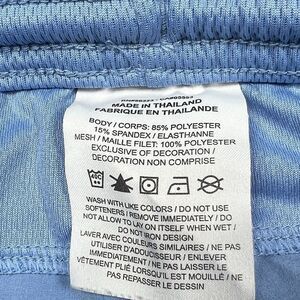 MADE IN THAILAND
FABRIQUE EN THAILANDE
BODY / CORPS: 85% POLYESTER
15% SPANDEX / ELASTHANNE
MESH / MAILLE FILET: 100% POLYESTER
EXCLUSIVE OF DECORATION /
DECORATION NON COMPRISE
WASH WITH LIKE COLORS / DO NOT USE
SOFTENERS / REMOVE IMMEDIATELY / DO
NOT ALLOW TO LAY ON ITSELF WHEN WET /
DO NOT IRON DESIGN
LAVER AVEC COULEURS SIMILAIRES / NE PAS
UTILISER D'ADOUCISSEUR / ENLEVER
IMMÉDIATEMENT / NE PAS LAISSER LE
VÊTEMENT PLIÉ LORSQU'IL EST MOUILLÉ / NE
PAS REPASSER LE DESSIN